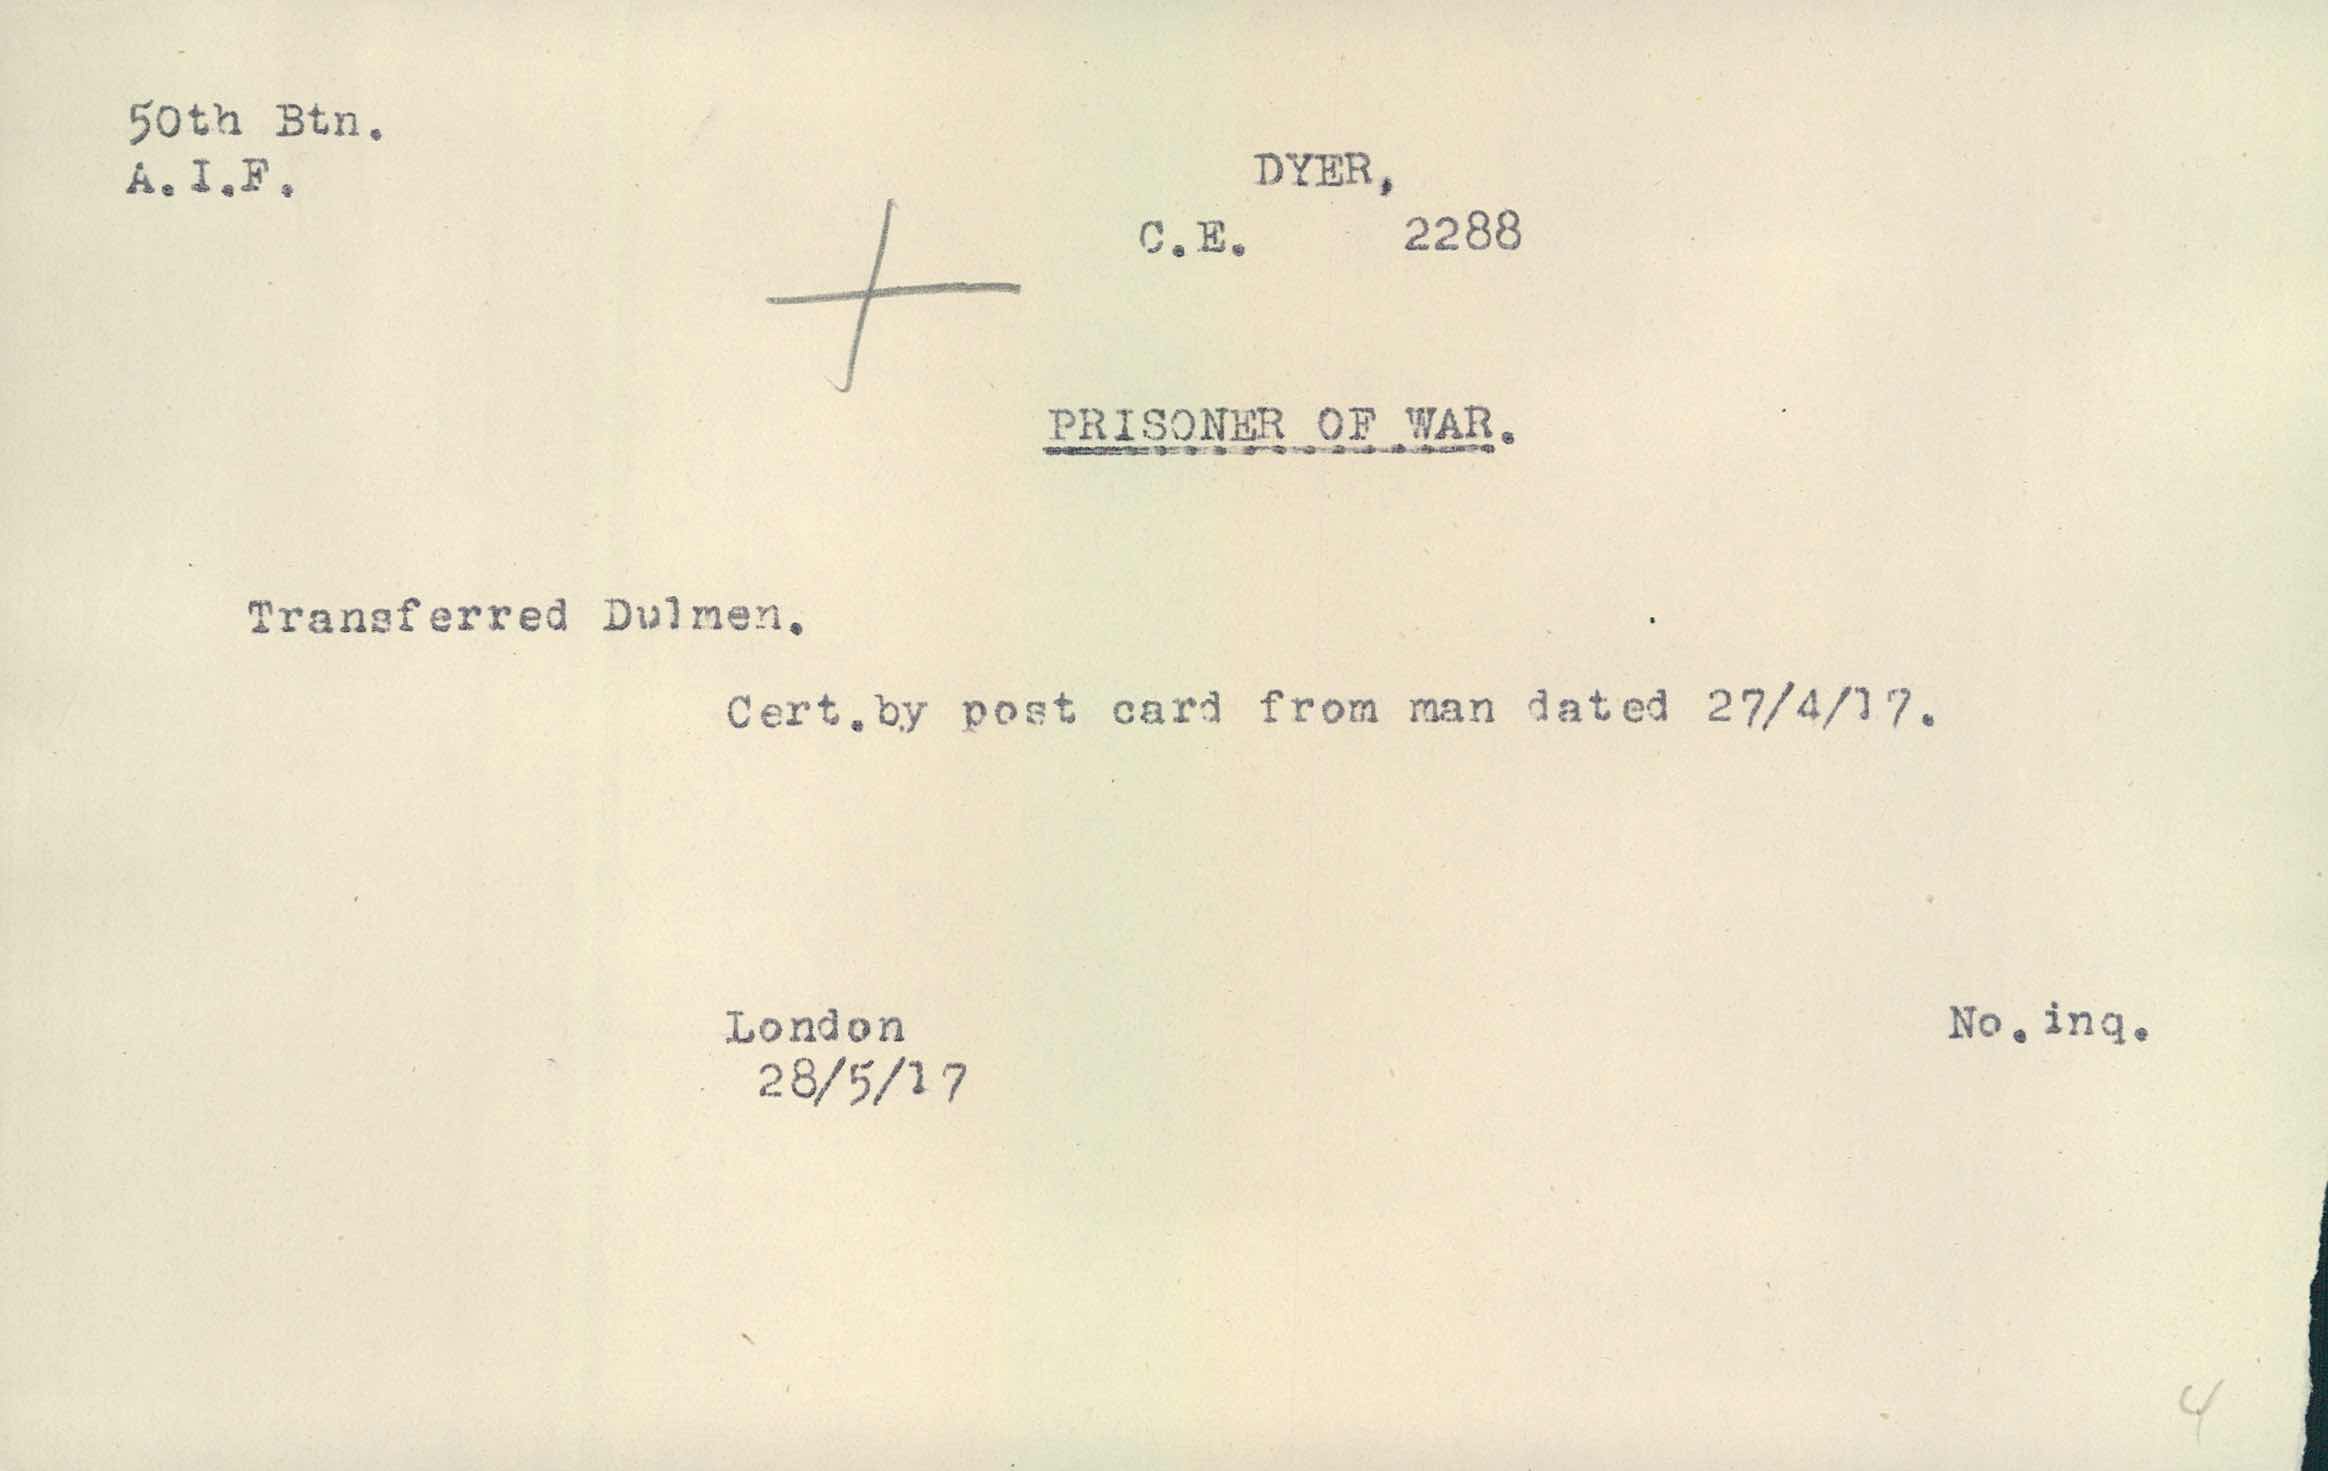 50th Btn.
A.I.F.
DYER,
C.E. 2288
PRISONER OF WAR.
Transferred Dulmen.
Cert.by post card from man dated 27/4/17.
London
28/5/17
No.inq.
4